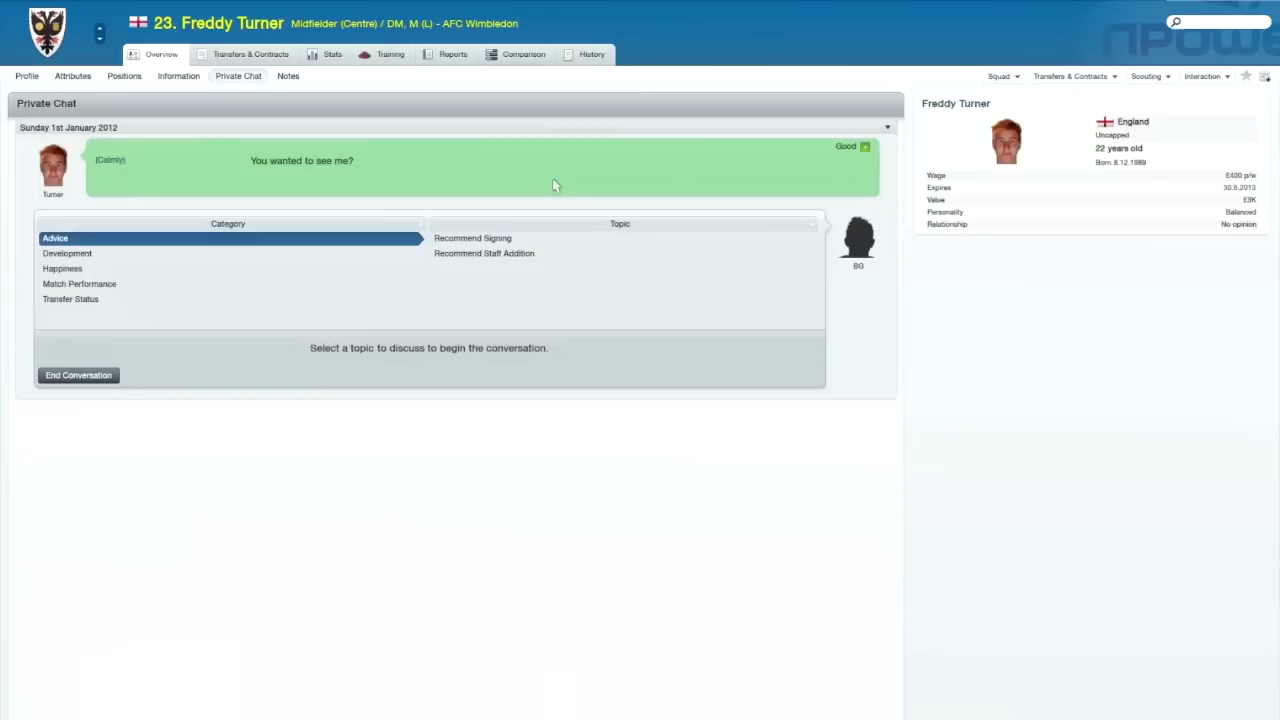 23. Freddy Turner Midfielder (Centre) / DM, M (L) - AFC Wimbledon
Overview Transfers & Contracts Stats Training Reports Comparison History
Profile Attributes Positions Information Private Chat Notes Squad Transfers & Contracts Scouting Interaction
Private Chat
Sunday 1st January 2012
(Calmly) You wanted to see me? Good
Turner
Category Topic
Advice Recommend Signing
Development Recommend Staff Addition
Happiness
Match Performance
Transfer Status
BG
Select a topic to discuss to begin the conversation.
End Conversation
Freddy Turner
England
Uncapped
22 years old
Born 8.12.1989
Wage £400 p/w
Expires 30.6.2013
Value £3K
Personality Balanced
Relationship No opinion